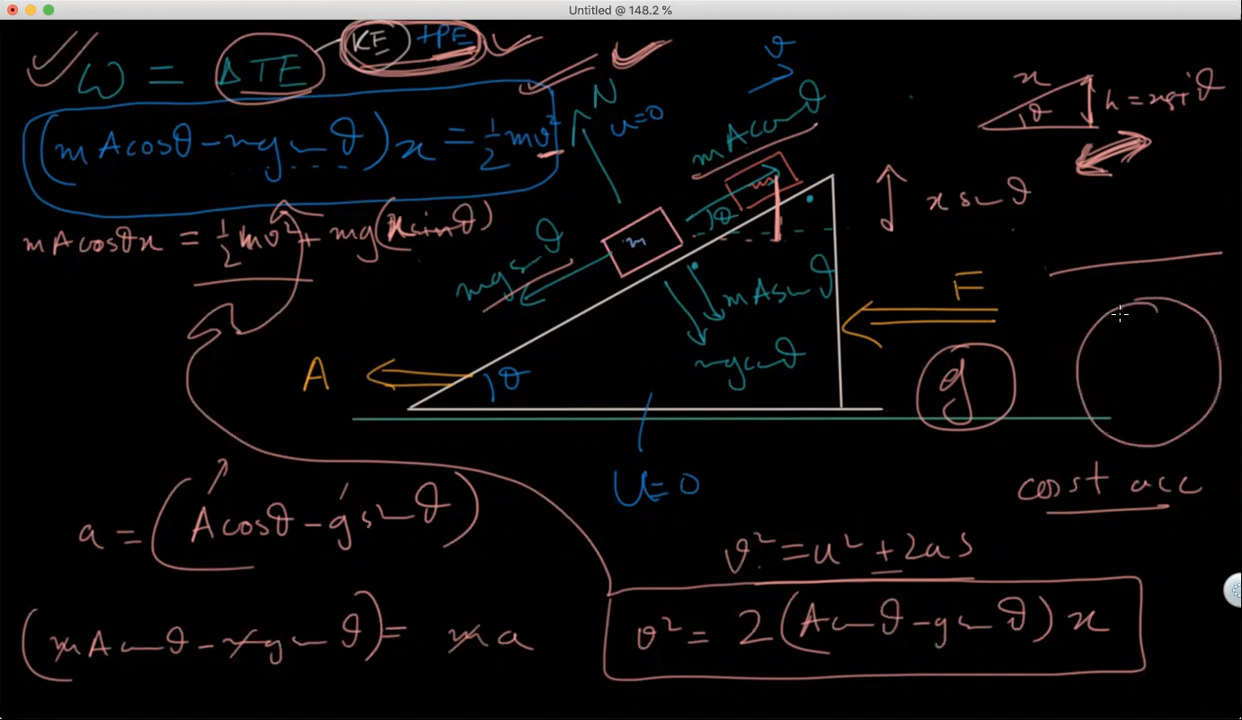 Untitled @ 148.2 %
W = ΔTE
KE + PE
(mAcosθ - mg sinθ) x = ½mv²
mAcosθx = ½mv² + mg(x sinθ)
N
u=0
v
mAcosθ
m
m
θ
mg sinθ
mA sinθ
mg cosθ
x
θ
h = x sinθ
x sinθ
F
A
θ
g
U=0
const acc
a = (Acosθ - g sinθ)
v² = u² + 2as
(mAcosθ - mg sinθ) = ma
v² = 2(Acosθ - g sinθ) x